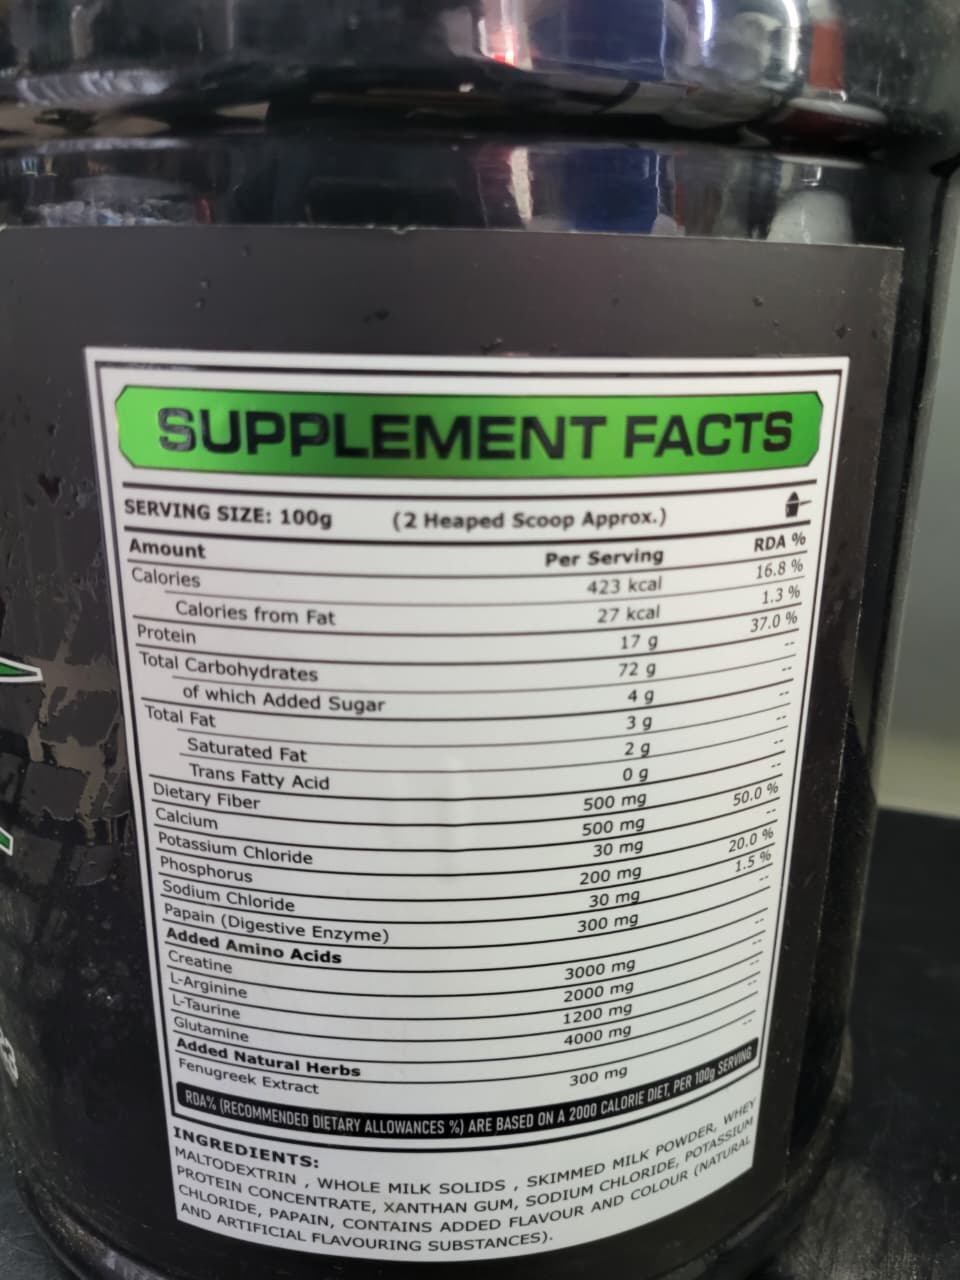 SUPPLEMENT FACTS
SERVING SIZE: 100g (2 Heaped Scoop Approx.)
Amount Per Serving RDA %
Calories 423 kcal 16.8 %
Calories from Fat 27 kcal 1.3 %
Protein 17 g 37.0 %
Total Carbohydrates 72 g --
of which Added Sugar 4 g --
Total Fat 3 g --
Saturated Fat 2 g --
Trans Fatty Acid 0 g --
Dietary Fiber 500 mg --
Calcium 500 mg 50.0 %
Potassium Chloride 30 mg --
Phosphorus 200 mg 20.0 %
Sodium Chloride 30 mg 1.5 %
Papain (Digestive Enzyme) 300 mg --
Added Amino Acids
Creatine 3000 mg --
L-Arginine 2000 mg --
L-Taurine 1200 mg --
Glutamine 4000 mg --
Added Natural Herbs
Fenugreek Extract 300 mg --
RDA% (RECOMMENDED DIETARY ALLOWANCES %) ARE BASED ON A 2000 CALORIE DIET, PER 100g SERVING
INGREDIENTS:
MALTODEXTRIN , WHOLE MILK SOLIDS , SKIMMED MILK POWDER, WHEY
PROTEIN CONCENTRATE, XANTHAN GUM, SODIUM CHLORIDE, POTASSIUM
CHLORIDE, PAPAIN, CONTAINS ADDED FLAVOUR AND COLOUR (NATURAL
AND ARTIFICIAL FLAVOURING SUBSTANCES).